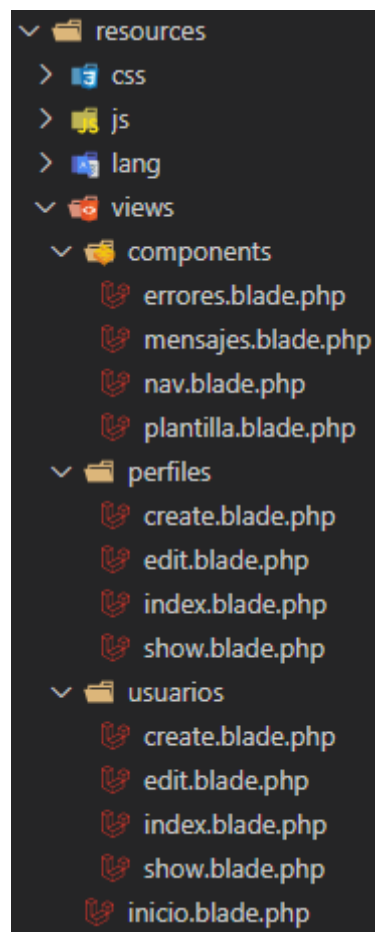 resources
css
js
lang
views
components
errores.blade.php
mensajes.blade.php
nav.blade.php
plantilla.blade.php
perfiles
create.blade.php
edit.blade.php
index.blade.php
show.blade.php
usuarios
create.blade.php
edit.blade.php
index.blade.php
show.blade.php
inicio.blade.php